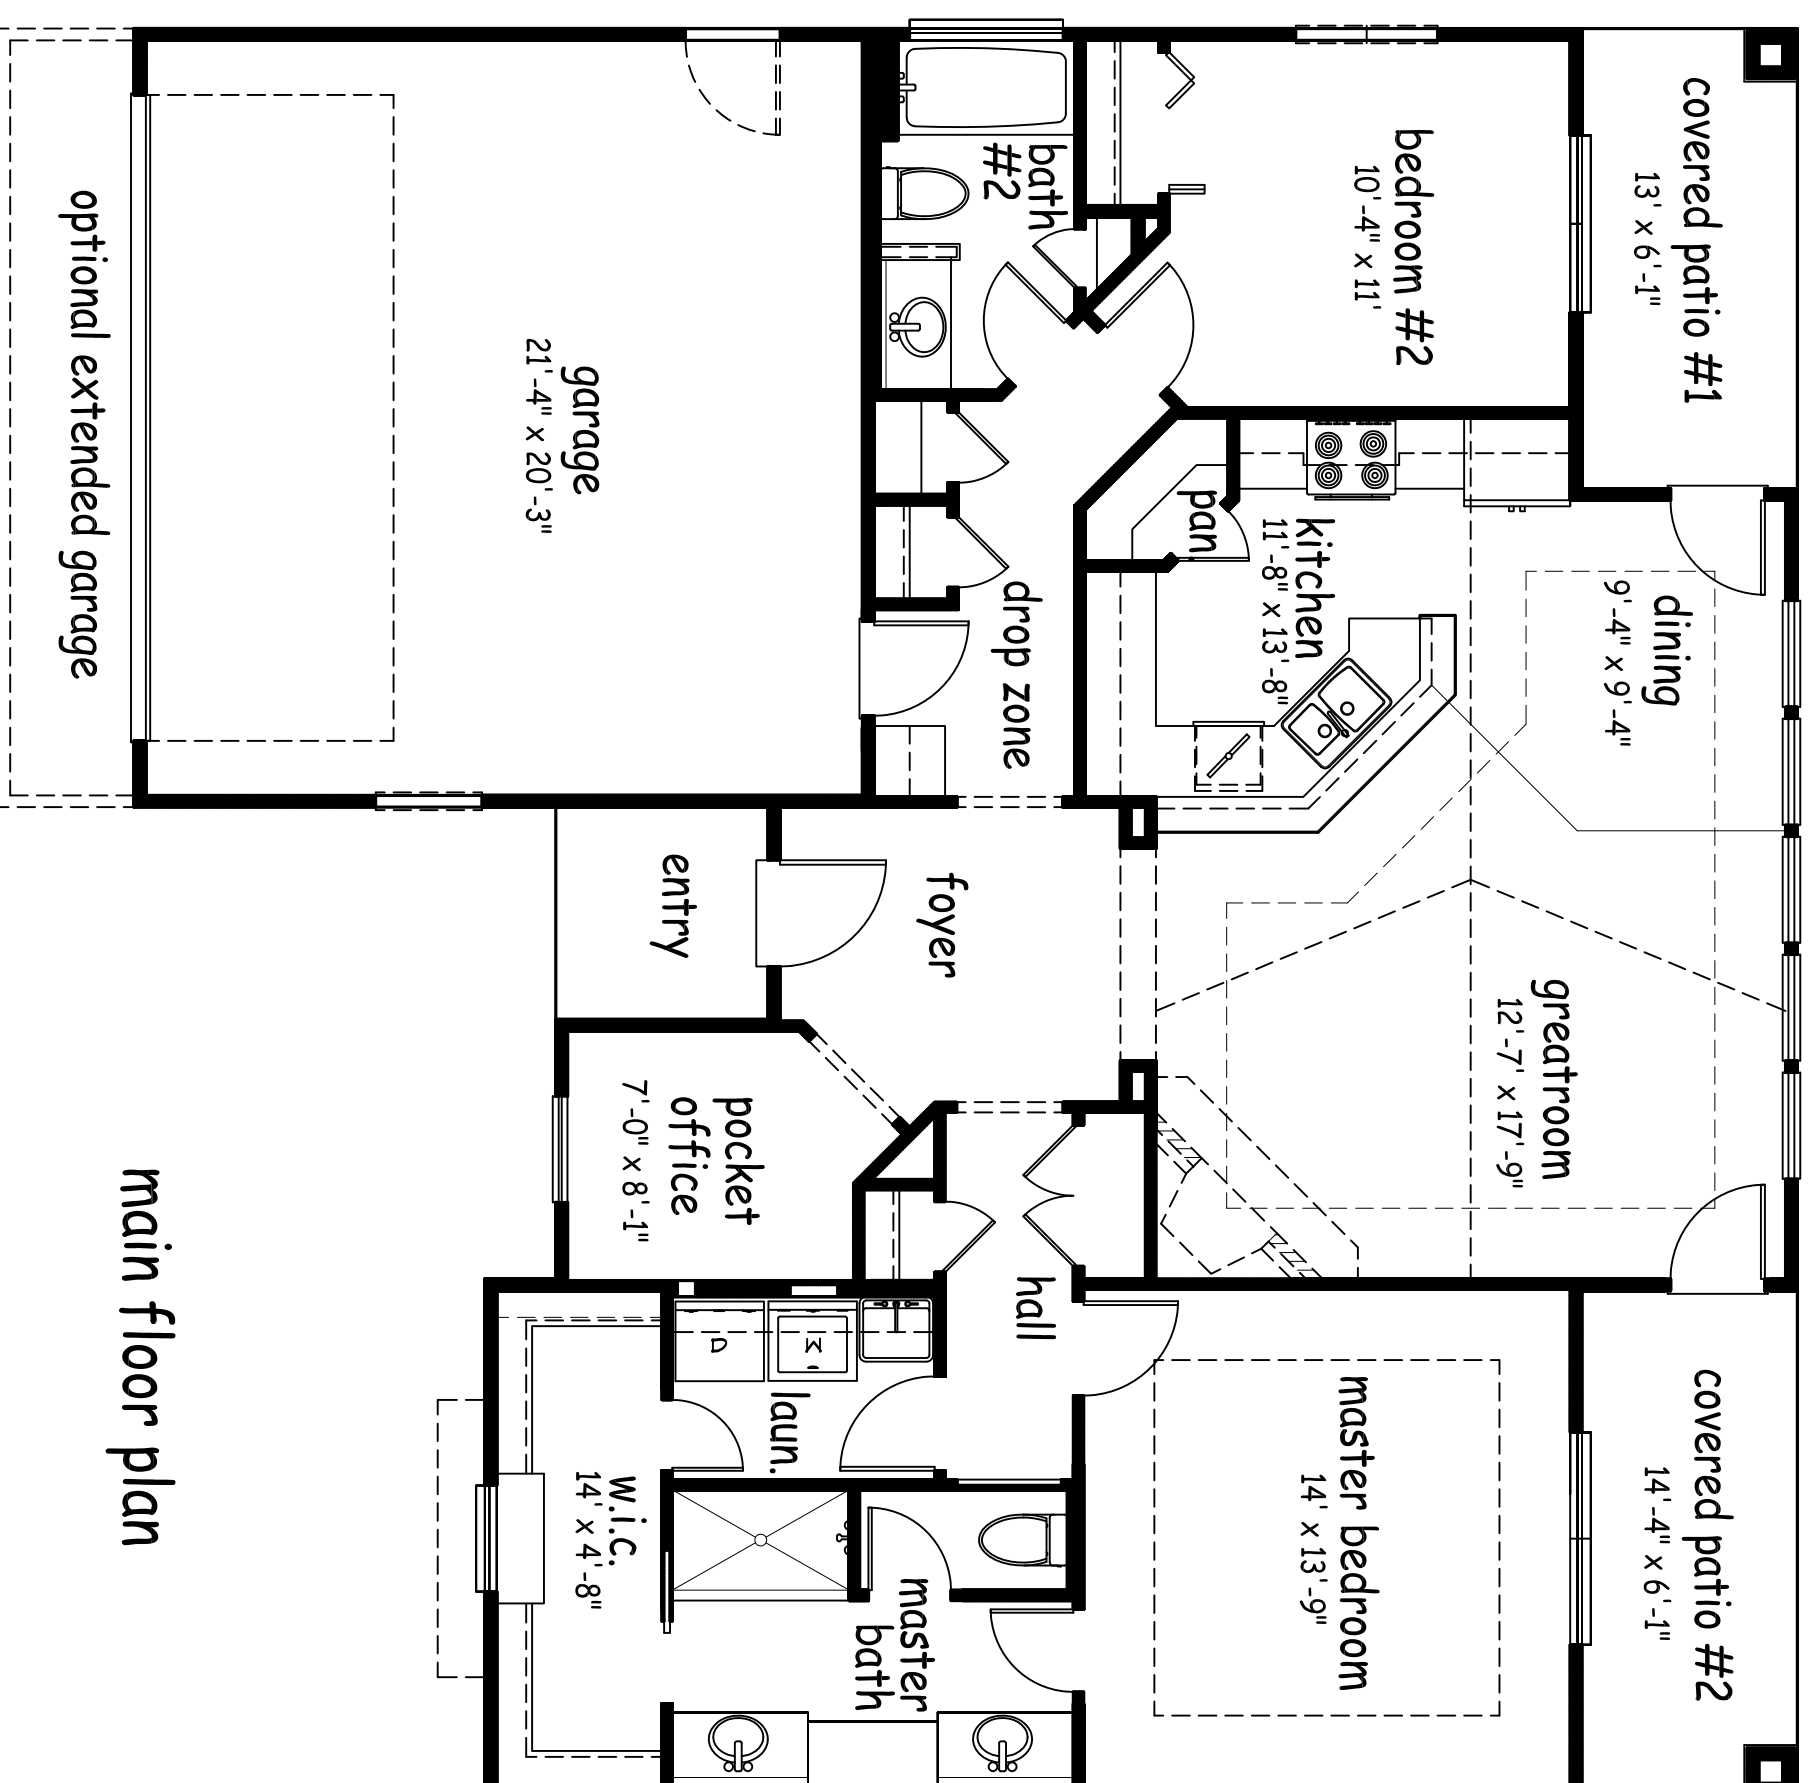 covered patio #1
13' x 6'-1"
bedroom #2
10'-4" x 11'
bath
#2
garage
21'-4" x 20'-3"
optional extended garage
dining
9'-4" x 9'-4"
kitchen
11'-8" x 13'-8"
pan
drop zone
greatroom
12'-7" x 17'-9"
foyer
entry
pocket
office
7'-0" x 8'-1"
hall
covered patio #2
14'-4" x 6'-1"
master bedroom
14' x 13'-9"
W
D
laun.
master
bath
w.i.c.
14' x 4'-8"
main floor plan